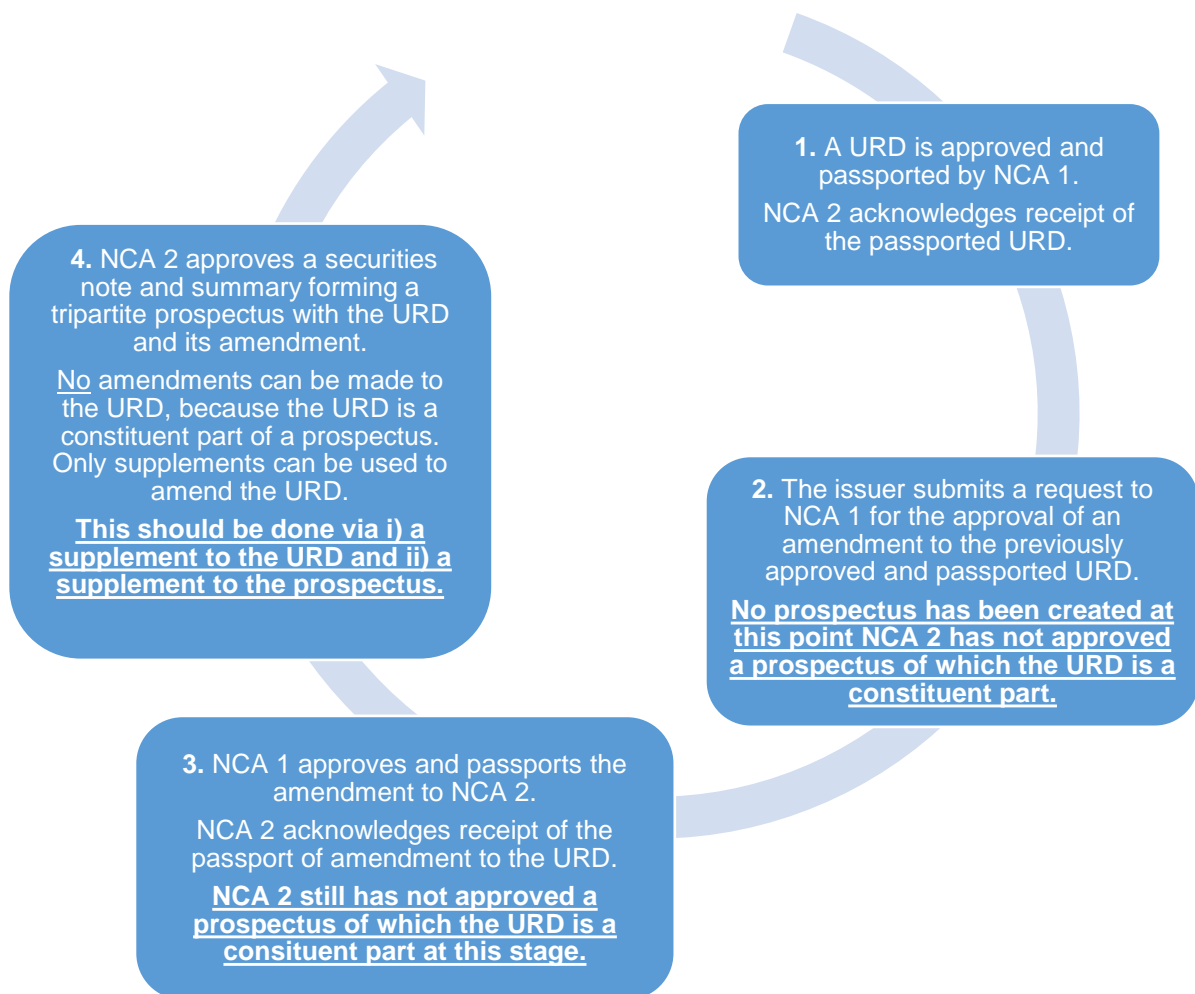 1. A URD is approved and
passported by NCA 1.
NCA 2 acknowledges receipt of
the passported URD.
2. The issuer submits a request to
NCA 1 for the approval of an
amendment to the previously
approved and passported URD.
No prospectus has been created at
this point NCA 2 has not approved
a prospectus of which the URD is a
constituent part.
3. NCA 1 approves and passports the
amendment to NCA 2.
NCA 2 acknowledges receipt of the
passport of amendment to the URD.
NCA 2 still has not approved a
prospectus of which the URD is a
consituent part at this stage.
4. NCA 2 approves a securities
note and summary forming a
tripartite prospectus with the URD
and its amendment.
No amendments can be made to
the URD, because the URD is a
constituent part of a prospectus.
Only supplements can be used to
amend the URD.
This should be done via i) a
supplement to the URD and ii) a
supplement to the prospectus.